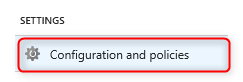 SETTINGS
Configuration and policies